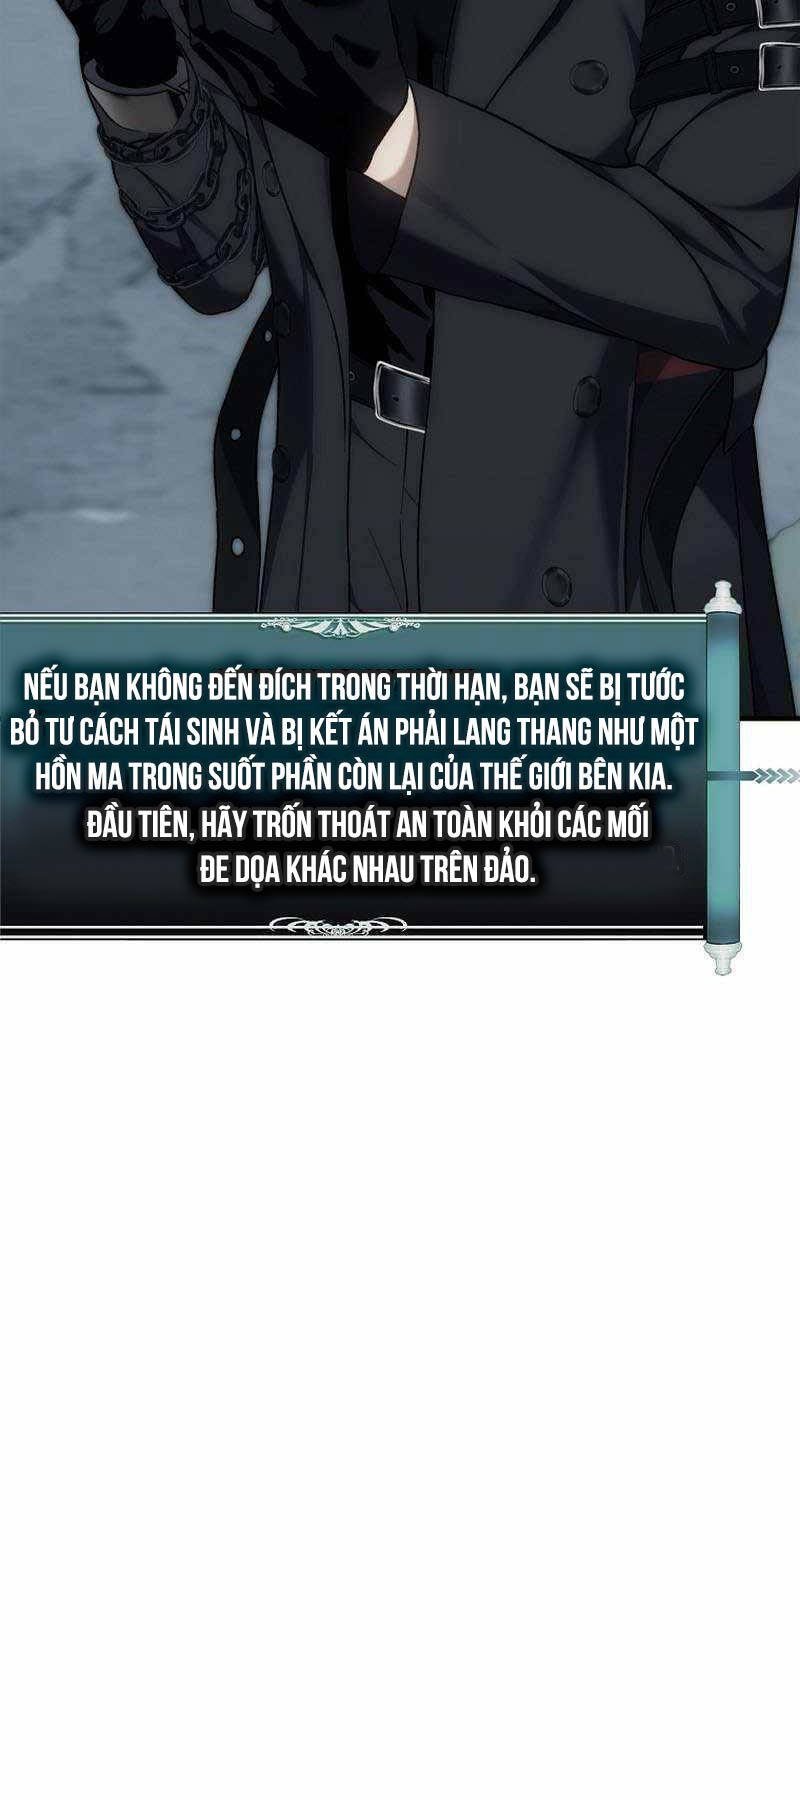 NẾU BẠN KHÔNG ĐẾN ĐÍCH TRONG THỜI HẠN, BẠN SẼ BỊ TƯỚC
BỎ TƯ CÁCH TÁI SINH VÀ BỊ KẾT ÁN PHẢI LANG THANG NHƯ MỘT
HỒN MA TRONG SUỐT PHẦN CÒN LẠI CỦA THẾ GIỚI BÊN KIA.
ĐẦU TIÊN, HÃY TRỐN THOÁT AN TOÀN KHỎI CÁC MỐI
ĐE DỌA KHÁC NHAU TRÊN ĐẢO.